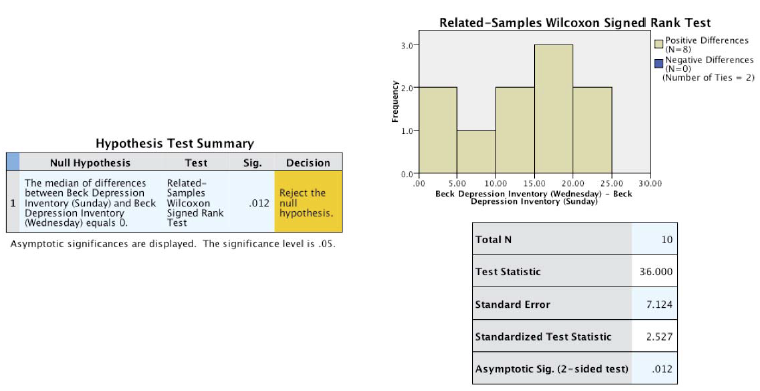 Hypothesis Test Summary
Null Hypothesis Test Sig. Decision
1 The median of differences between Beck Depression Inventory (Sunday) and Beck Depression Inventory (Wednesday) equals 0. Related-Samples Wilcoxon Signed Rank Test .012 Reject the null hypothesis.
Asymptotic significances are displayed. The significance level is .05.
Related-Samples Wilcoxon Signed Rank Test
Positive Differences
(N=8)
Negative Differences
(N=0)
(Number of Ties = 2)
Frequency
3.0
2.0
1.0
0.0
.00 5.00 10.00 15.00 20.00 25.00 30.00
Beck Depression Inventory (Wednesday) - Beck
Depression Inventory (Sunday)
Total N 10
Test Statistic 36.000
Standard Error 7.124
Standardized Test Statistic 2.527
Asymptotic Sig. (2-sided test) .012